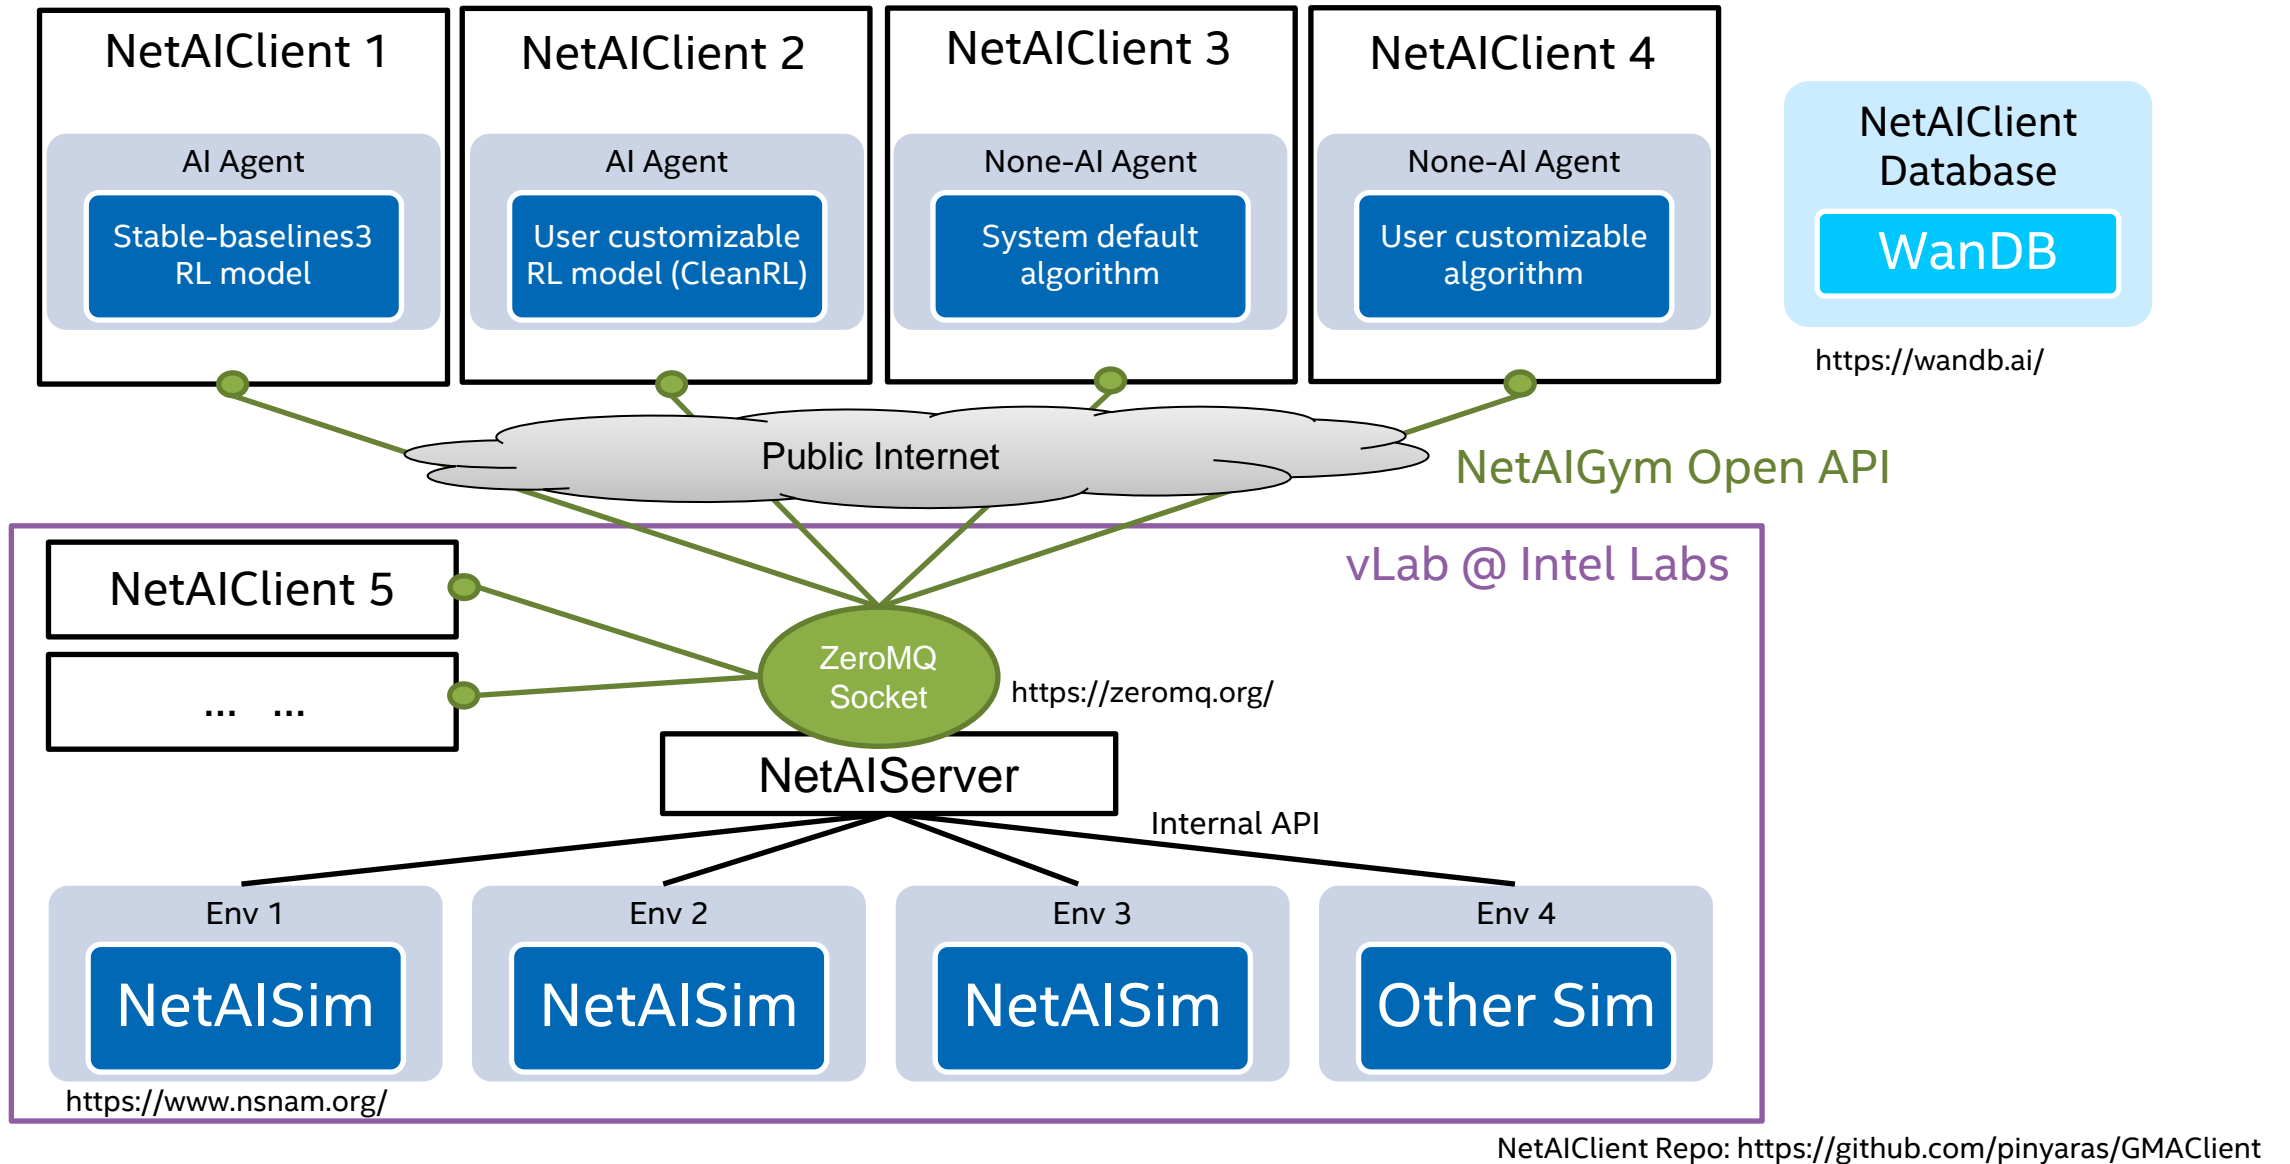 NetAIClient 1
NetAIClient 2
NetAIClient 3
NetAIClient 4
AI Agent
Stable-baselines3
RL model
AI Agent
User customizable
RL model (CleanRL)
None-AI Agent
System default
algorithm
None-AI Agent
User customizable
algorithm
NetAIClient
Database
WanDB
https://wandb.ai/
Public Internet
NetAIGym Open API
vLab @ Intel Labs
NetAIClient 5
... ...
ZeroMQ
Socket
https://zeromq.org/
NetAIServer
Internal API
Env 1
NetAISim
Env 2
NetAISim
Env 3
NetAISim
Env 4
Other Sim
https://www.nsnam.org/
NetAIClient Repo: https://github.com/pinyaras/GMAClient